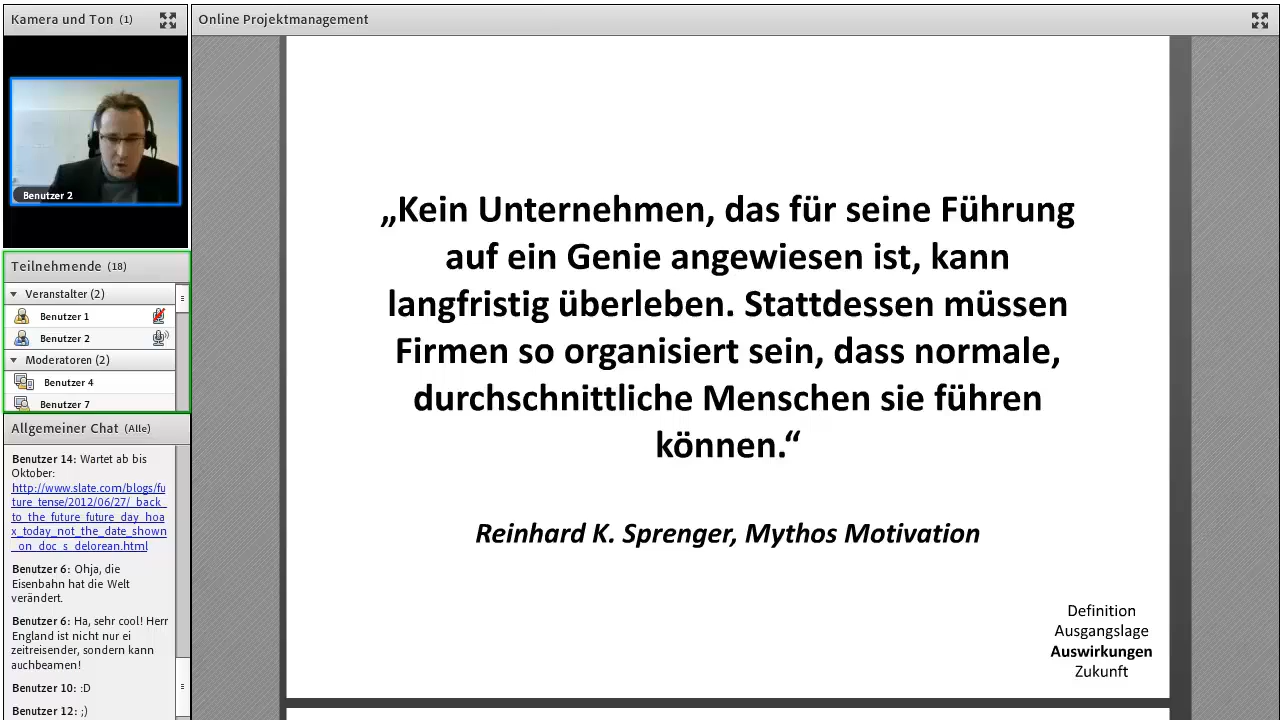 Kamera und Ton (1)
Benutzer 2
Teilnehmende (18)
Veranstalter (2)
Benutzer 1
Benutzer 2
Moderatoren (2)
Benutzer 4
Benutzer 7
Allgemeiner Chat (Alle)
Benutzer 14: Wartet ab bis
Oktober:
http://www.slate.com/blogs/fu
ture_tense/2012/06/27/_back_
to_the_future_future_day_hoa
x_today_not_the_date_shown
_on_doc_s_delorean.html
Benutzer 6: Ohja, die
Eisenbahn hat die Welt
verändert.
Benutzer 6: Ha, sehr cool! Herr
England ist nicht nur ei
zeitreisender, sondern kann
auchbeamen!
Benutzer 10: :D
Benutzer 12: ;)
Online Projektmanagement
„Kein Unternehmen, das für seine Führung
auf ein Genie angewiesen ist, kann
langfristig überleben. Stattdessen müssen
Firmen so organisiert sein, dass normale,
durchschnittliche Menschen sie führen
können.“
Reinhard K. Sprenger, Mythos Motivation
Definition
Ausgangslage
Auswirkungen
Zukunft